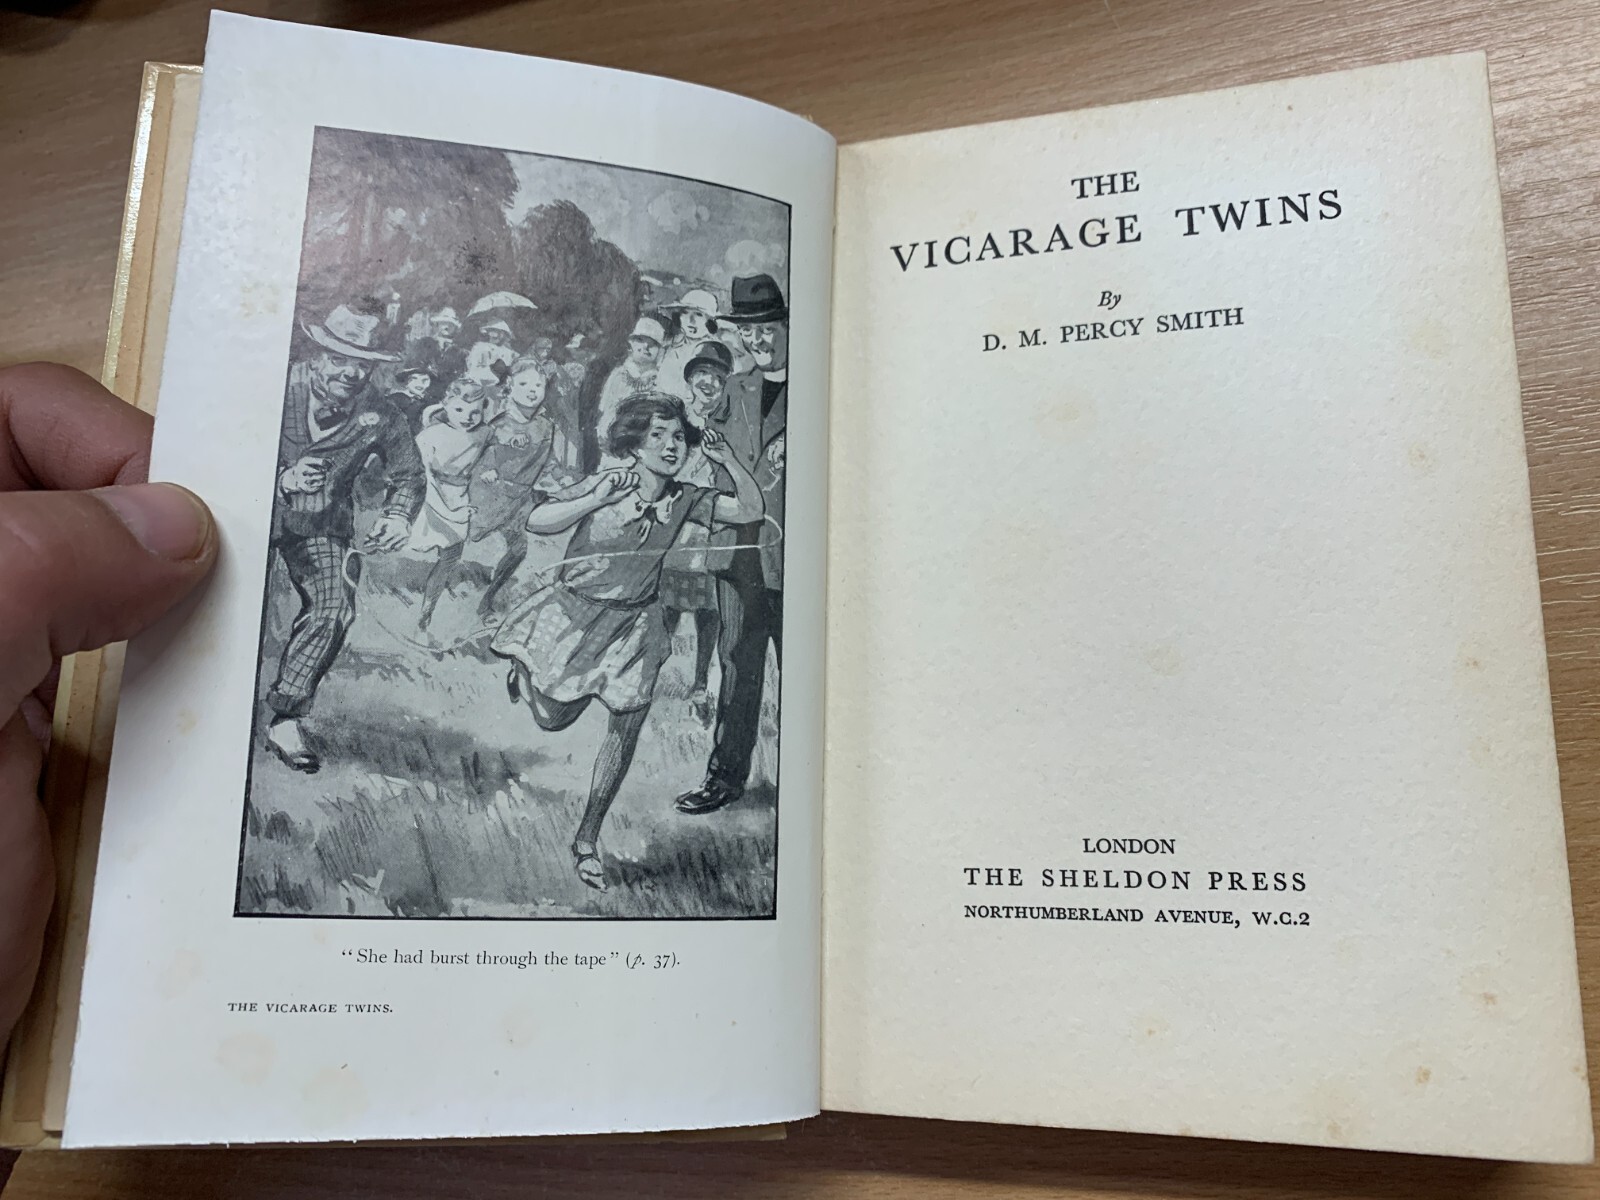 "She had burst through the tape" (p. 37).
THE VICARAGE TWINS.
THE
VICARAGE TWINS
By
D. M. PERCY SMITH
LONDON
THE SHELDON PRESS
NORTHUMBERLAND AVENUE, W.C.2